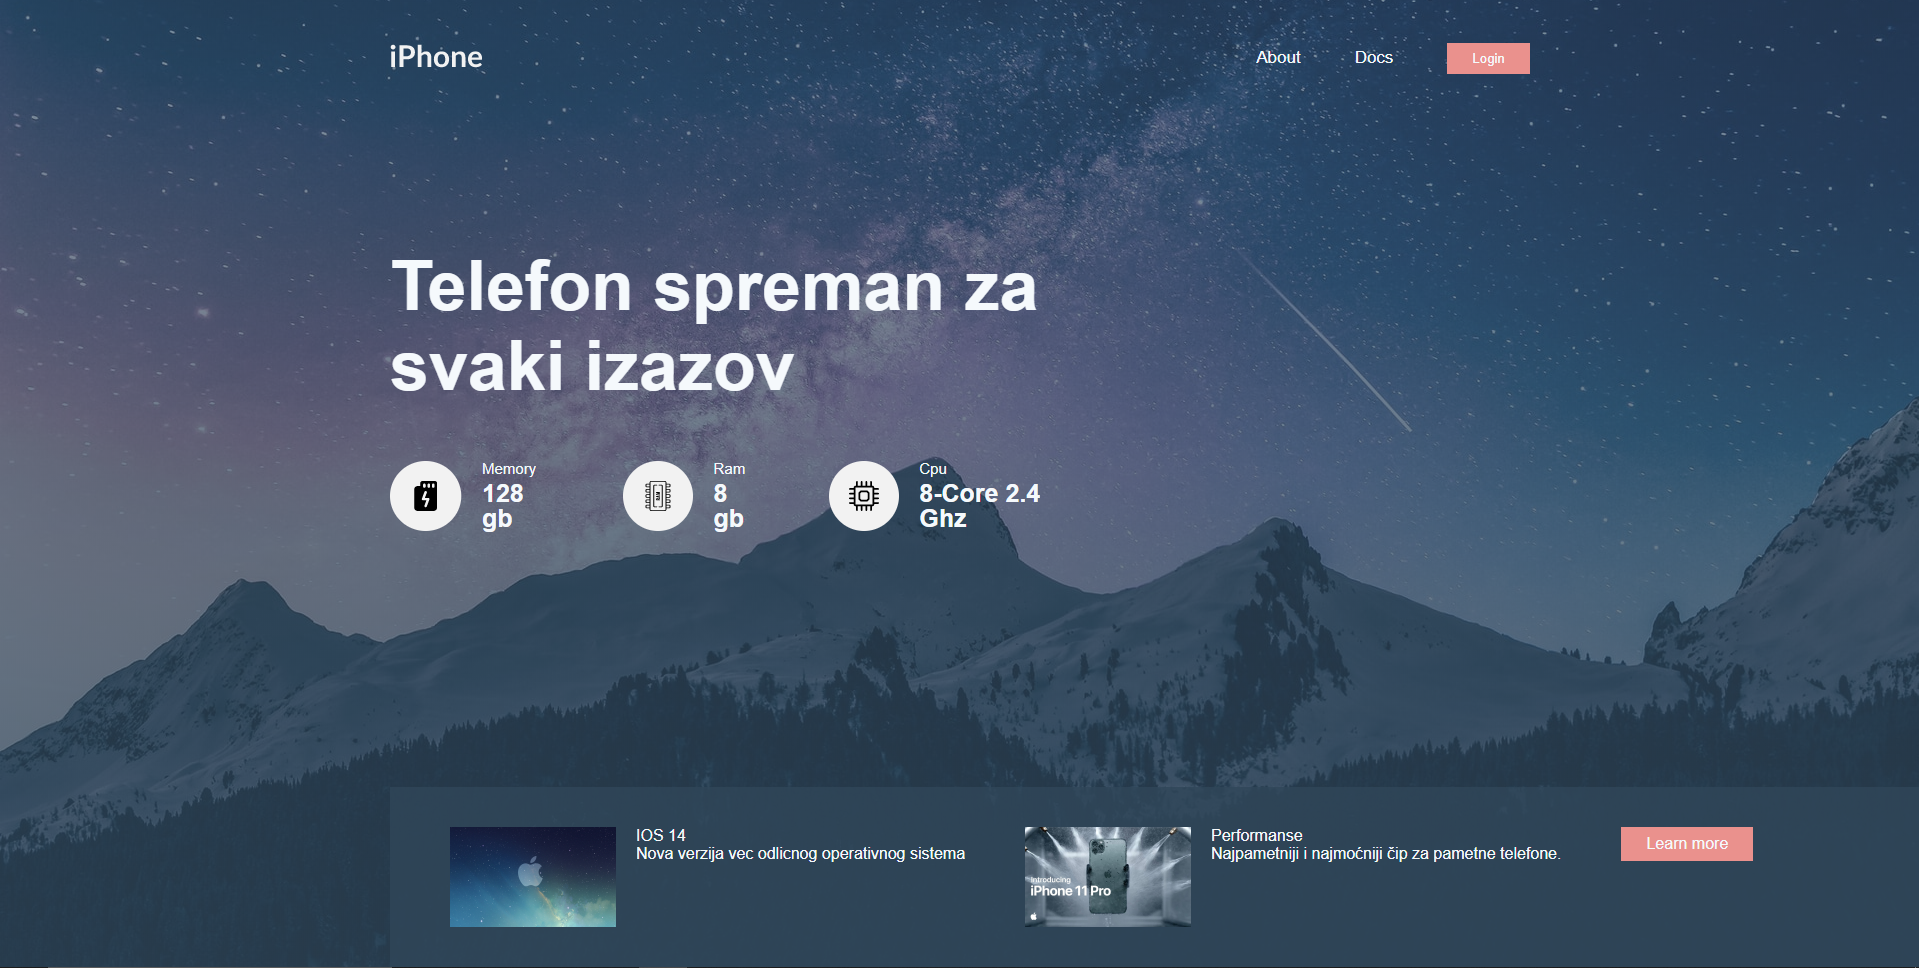 iPhone
About
Docs
Login
Telefon spreman za
svaki izazov
Memory
128
gb
Ram
8
gb
Cpu
8-Core 2.4
Ghz
IOS 14
Nova verzija vec odlicnog operativnog sistema
Introducing
iPhone 11 Pro
Performanse
Najpametniji i najmoćniji čip za pametne telefone.
Learn more